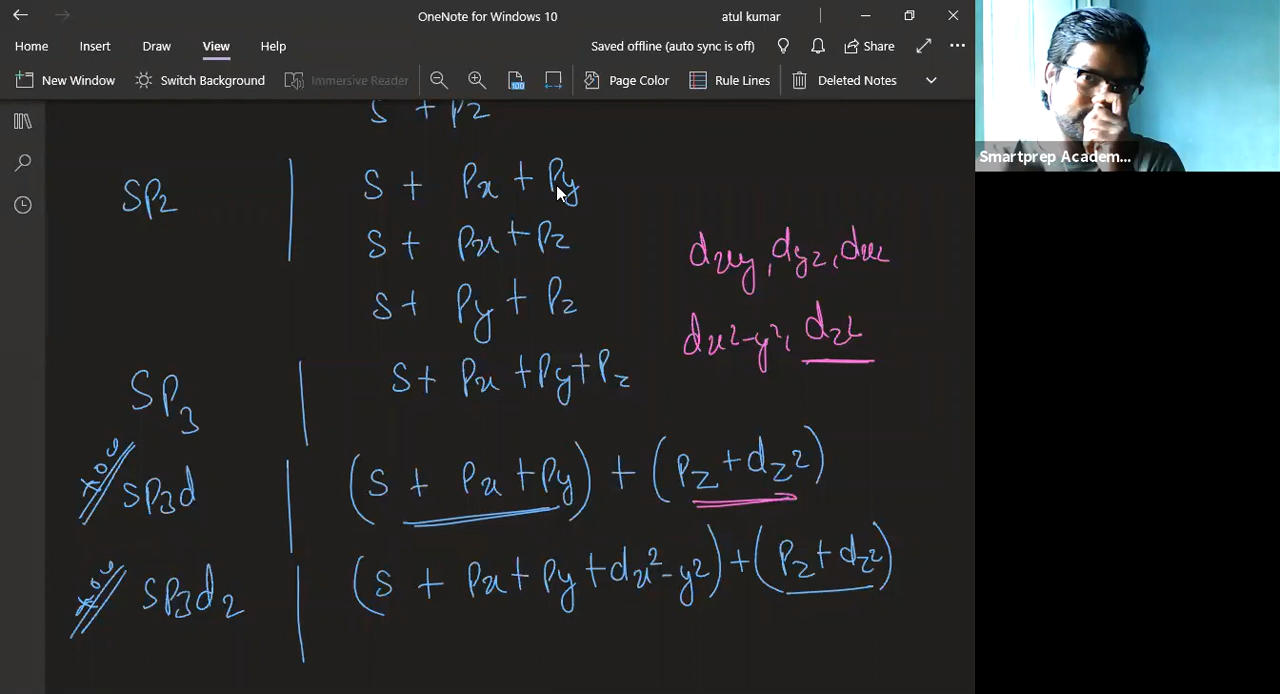 OneNote for Windows 10
atul kumar
Home Insert Draw View Help
Saved offline (auto sync is off)
Share
New Window Switch Background Immersive Reader 100 Page Color Rule Lines Deleted Notes
Smartprep Academ...
S + Pz
SP2 | S + Px + Py
S + Px + Pz
S + Py + Pz
dxy, dyz, dxz
dx²-y², dz²
SP3 | S + Px + Py + Pz
SP3d | (S + Px + Py) + (Pz + dz²)
SP3d2 | (S + Px + Py + dx²-y²) + (Pz + dz²)